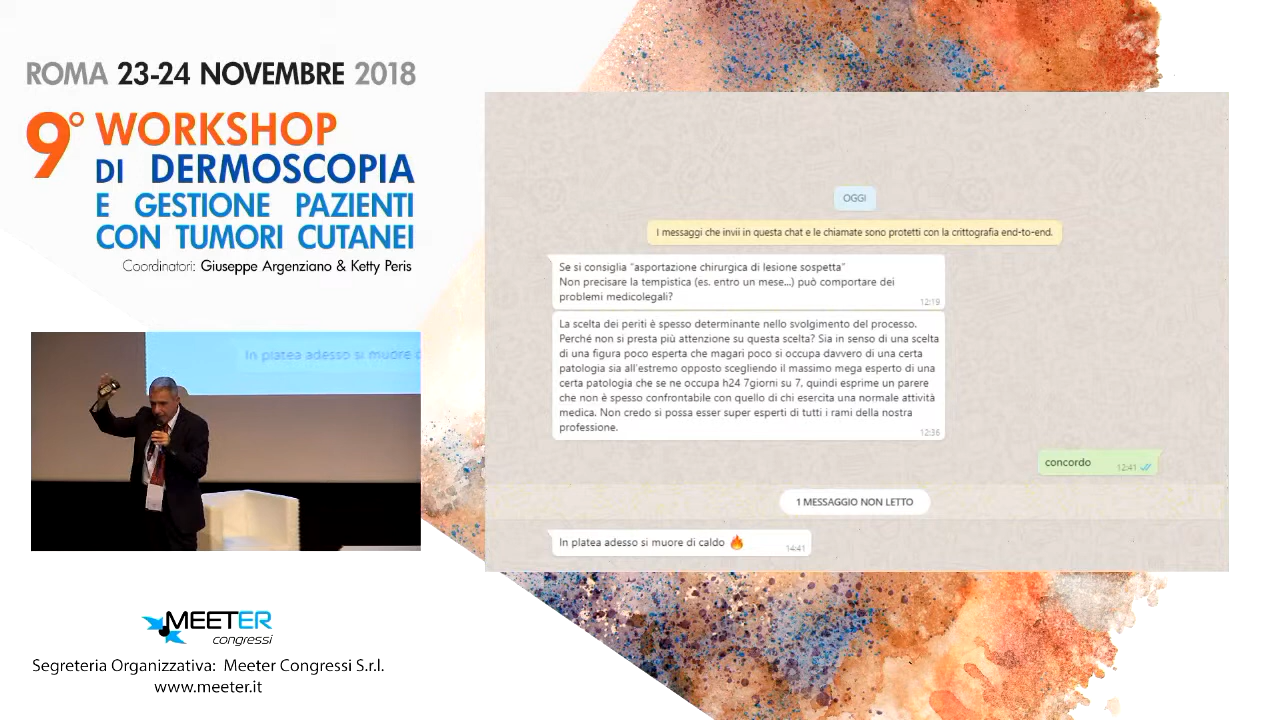 ROMA 23-24 NOVEMBRE 2018
9° WORKSHOP
DI DERMOSCOPIA
E GESTIONE PAZIENTI
CON TUMORI CUTANEI
Coordinatori: Giuseppe Argenziano & Ketty Peris
In platea adesso si muore
MEETER
congressi
Segreteria Organizzativa: Meeter Congressi S.r.l.
www.meeter.it
OGGI
I messaggi che invii in questa chat e le chiamate sono protetti con la crittografia end-to-end.
Se si consiglia "asportazione chirurgica di lesione sospetta"
Non precisare la tempistica (es. entro un mese...) può comportare dei
problemi medicolegali?
12:19
La scelta dei periti è spesso determinante nello svolgimento del processo.
Perché non si presta più attenzione su questa scelta? Sia in senso di una scelta
di una figura poco esperta che magari poco si occupa davvero di una certa
patologia sia all'estremo opposto scegliendo il massimo mega esperto di una
certa patologia che se ne occupa h24 7giorni su 7, quindi esprime un parere
che non è spesso confrontabile con quello di chi esercita una normale attività
medica. Non credo si possa esser super esperti di tutti i rami della nostra
professione.
12:36
concordo 12:41
1 MESSAGGIO NON LETTO
In platea adesso si muore di caldo 🔥 14:41